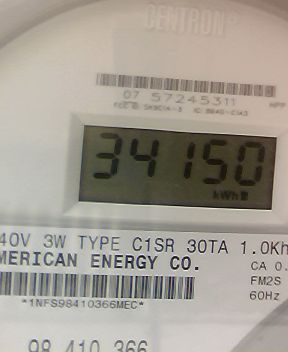 CENTRON®
07 57245311
34150
kWh
40V 3W TYPE C1SR 30TA 1.0Kh
MERICAN ENERGY CO.
CA 0.
FM2S
*1NFS98410366MEC*
60Hz
98 410 366